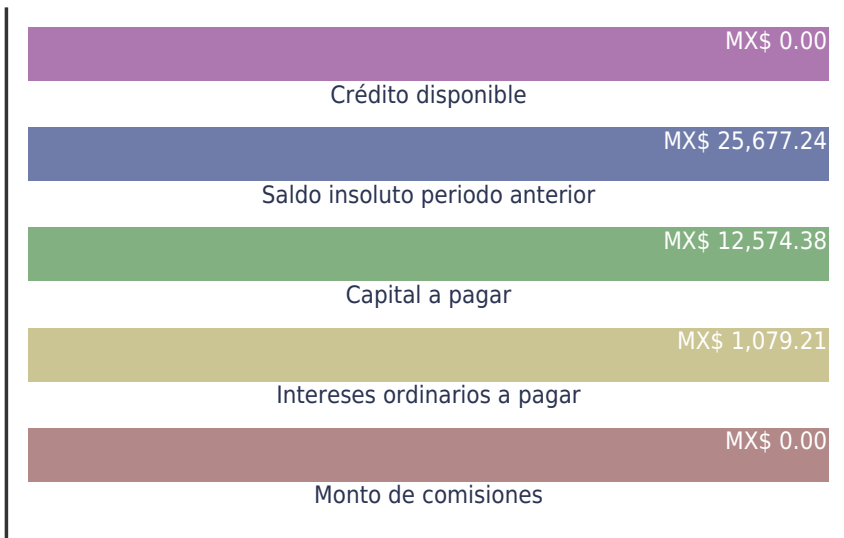 MX$ 0.00
Crédito disponible
MX$ 25,677.24
Saldo insoluto periodo anterior
MX$ 12,574.38
Capital a pagar
MX$ 1,079.21
Intereses ordinarios a pagar
MX$ 0.00
Monto de comisiones